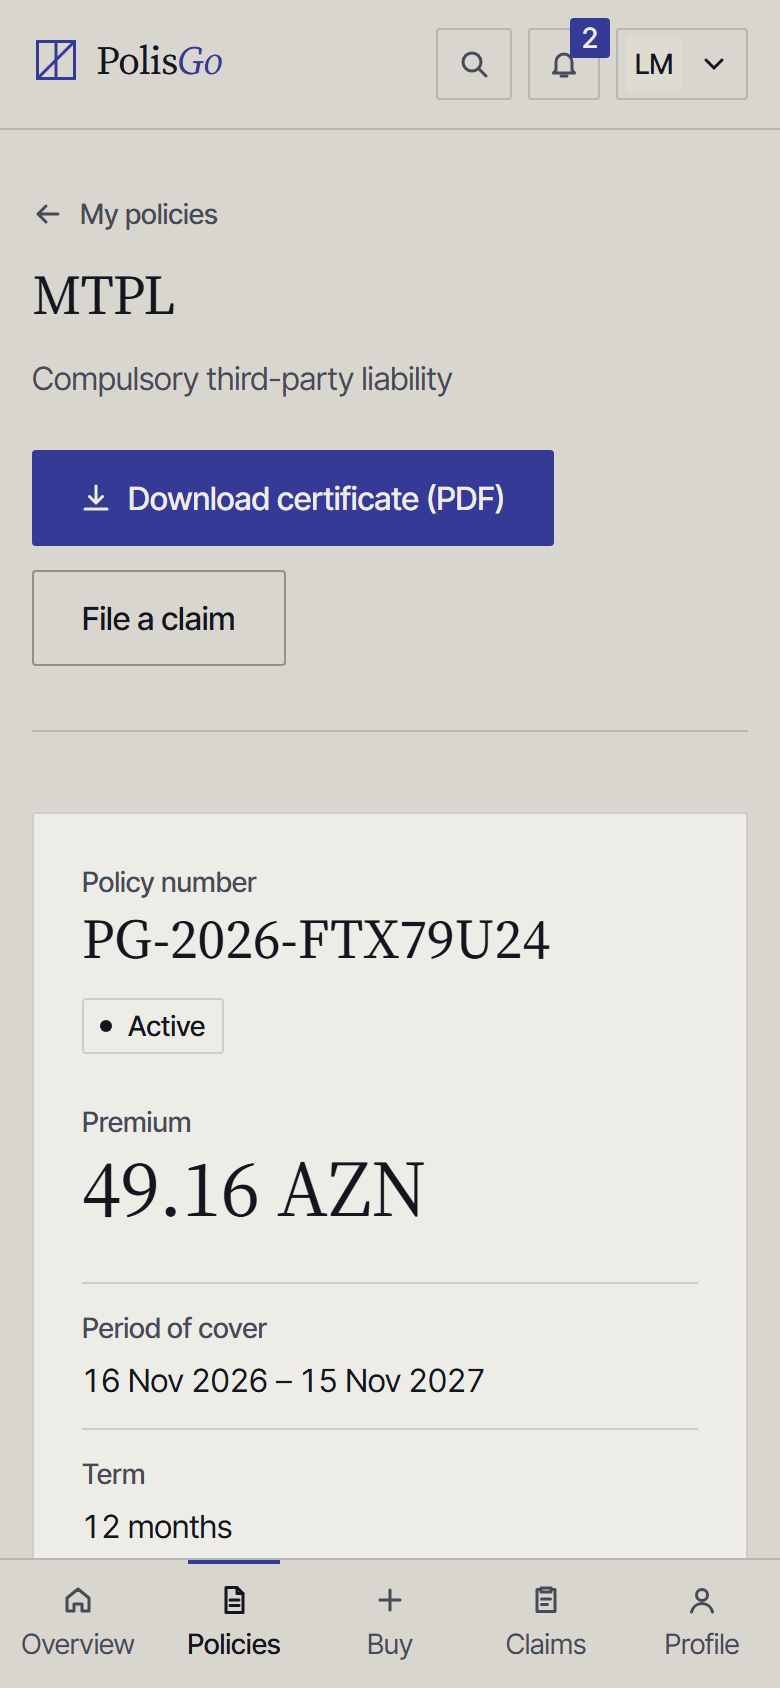 PolisGo
2
LM
My policies
MTPL
Compulsory third-party liability
Download certificate (PDF)
File a claim
Policy number
PG-2026-FTX79U24
Active
Premium
49.16 AZN
Period of cover
16 Nov 2026 – 15 Nov 2027
Term
12 months
Overview
Policies
Buy
Claims
Profile